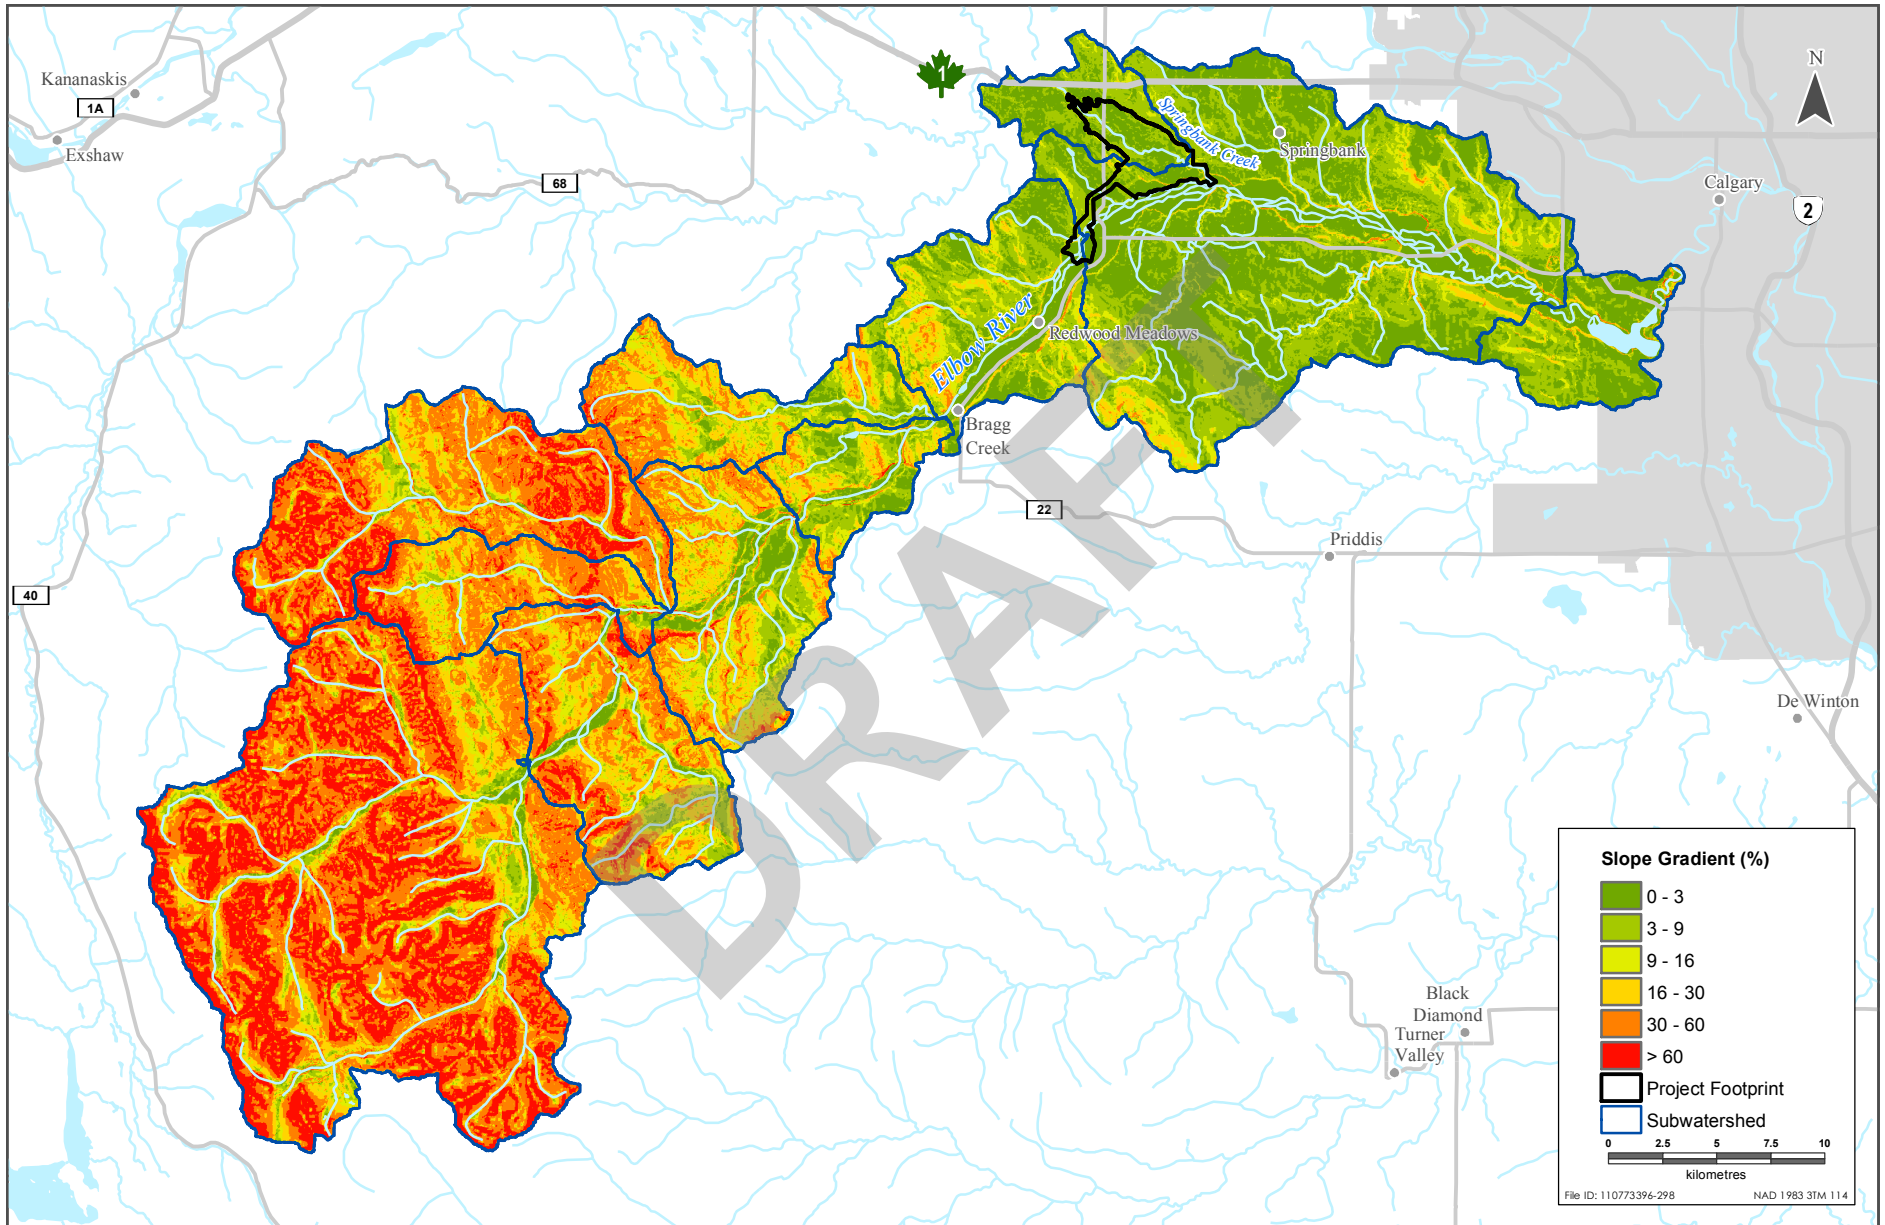 Kananaskis
1A
Exshaw
68
1
N
Springbank Creek
Springbank
Calgary
2
Elbow River
Redwood Meadows
Bragg
Creek
22
Priddis
40
De Winton
Black
Diamond
Turner
Valley
DRAFT
Slope Gradient (%)
0 - 3
3 - 9
9 - 16
16 - 30
30 - 60
> 60
Project Footprint
Subwatershed
0 2.5 5 7.5 10
kilometres
File ID: 110773396-298 NAD 1983 3TM 114